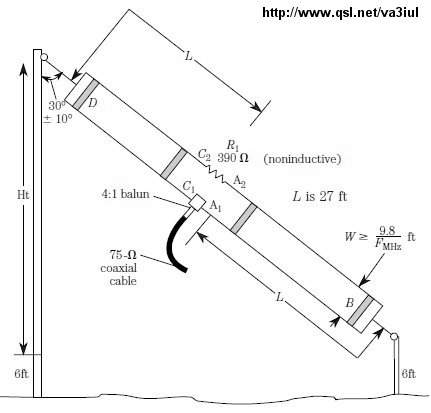 http://www.qsl.net/va3iul
L
30°
± 10°
D
R1
C2 390 Ω (noninductive)
A2
C1
A1
4:1 balun
L is 27 ft
Ht
W ≥ 9.8 / FMHz ft
75-Ω
coaxial
cable
L
B
6ft
6ft